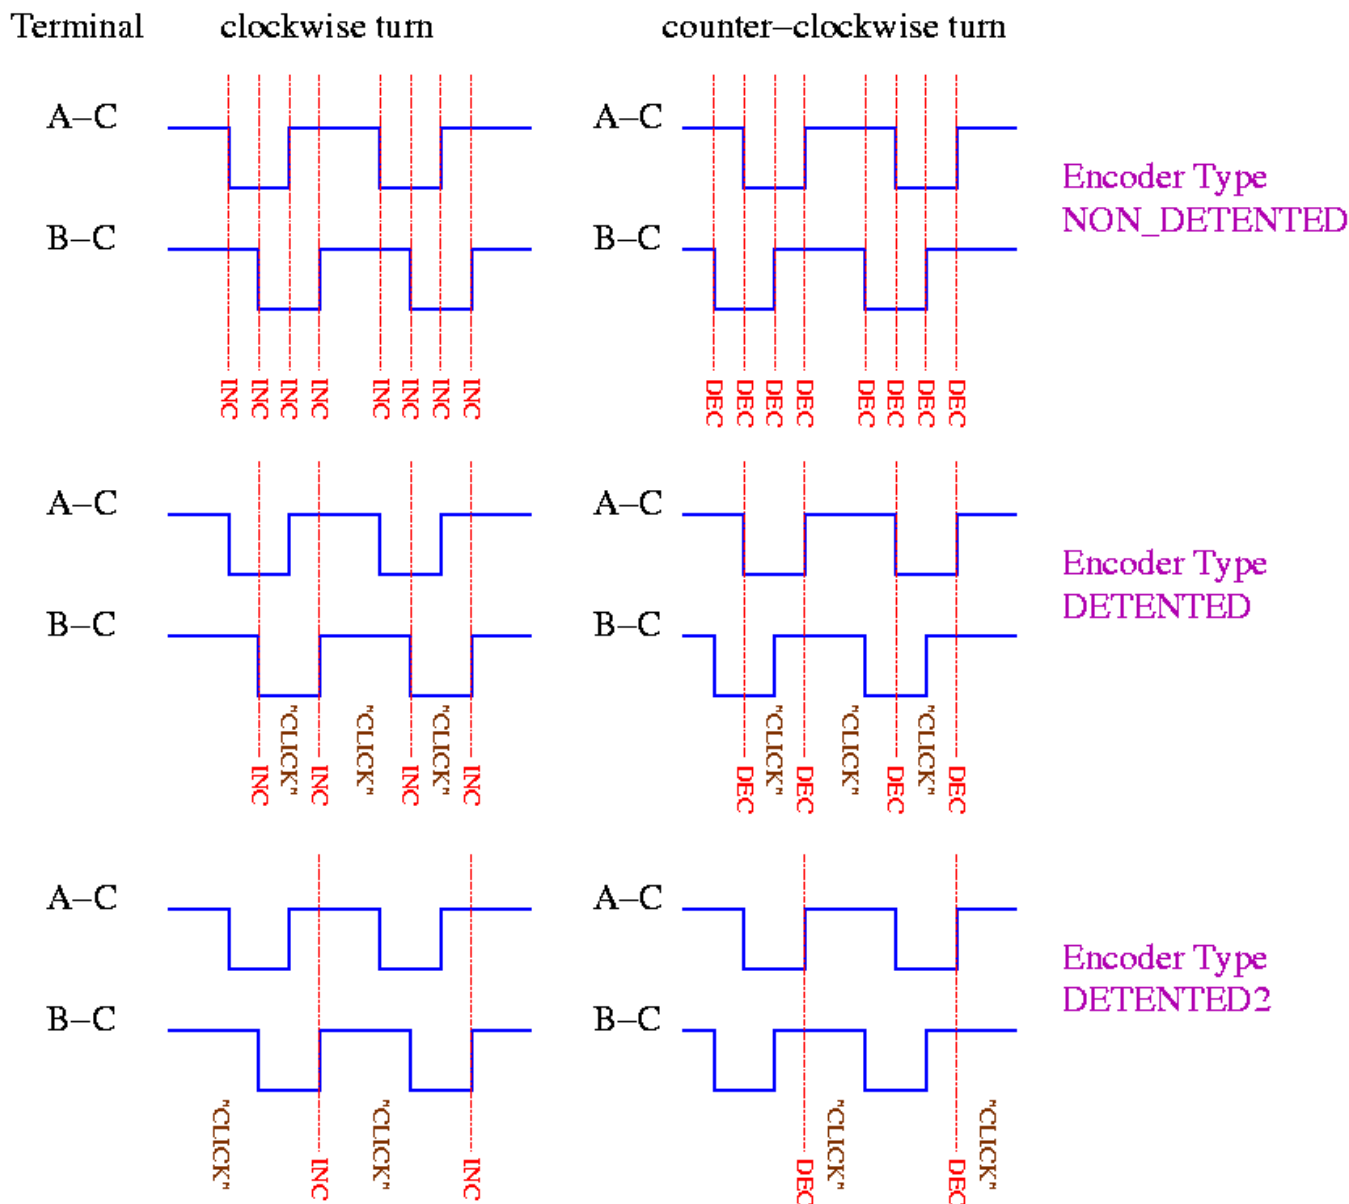 Terminal clockwise turn counter–clockwise turn
A–C A–C
Encoder Type
NON_DETENTED
B–C B–C
INC INC INC INC INC INC INC INC DEC DEC DEC DEC DEC DEC DEC DEC
A–C A–C
Encoder Type
DETENTED
B–C B–C
"CLICK" "CLICK" "CLICK" "CLICK" "CLICK" "CLICK"
INC INC INC INC DEC DEC DEC DEC
A–C A–C
Encoder Type
DETENTED2
B–C B–C
"CLICK" "CLICK" "CLICK" "CLICK"
INC INC DEC DEC